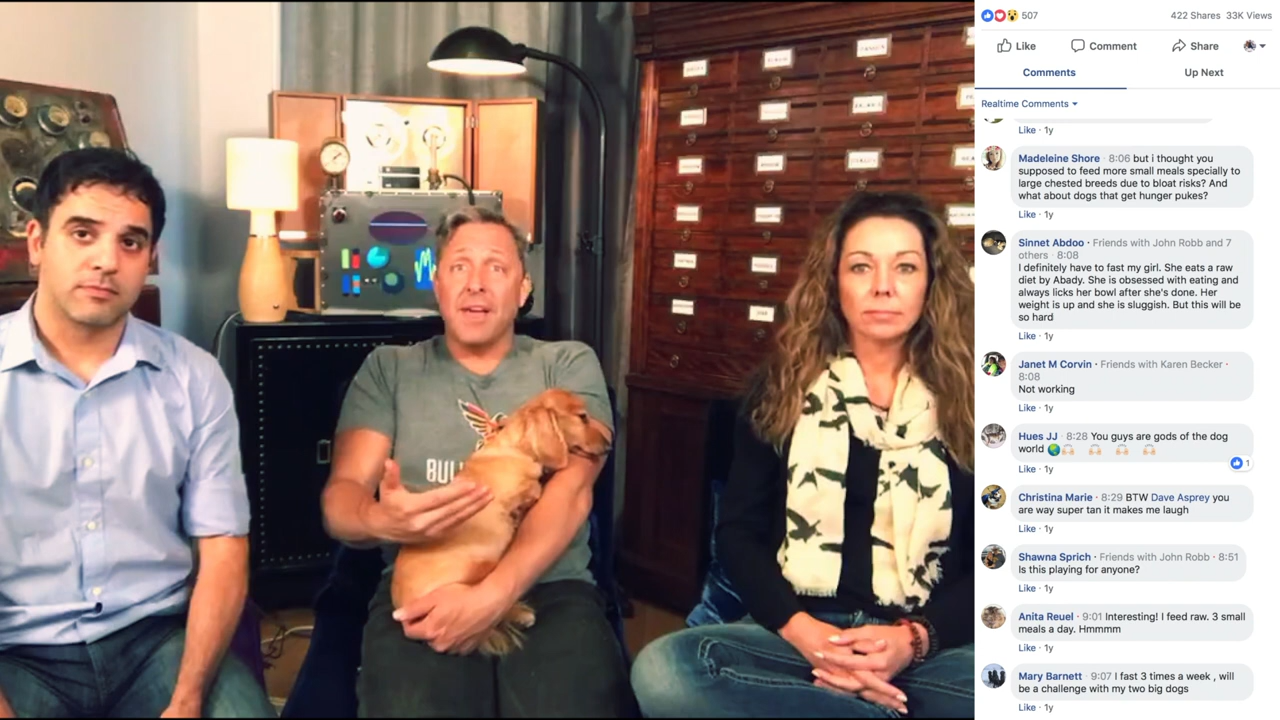 507
422 Shares 33K Views
Like Comment Share
Comments Up Next
Realtime Comments
Like · 1y
Madeleine Shore · 8:06 but i thought you
supposed to feed more small meals specially to
large chested breeds due to bloat risks? And
what about dogs that get hunger pukes?
Like · 1y
Sinnet Abdoo · Friends with John Robb and 7
others · 8:08
I definitely have to fast my girl. She eats a raw
diet by Abady. She is obsessed with eating and
always licks her bowl after she's done. Her
weight is up and she is sluggish. But this will be
so hard
Like · 1y
Janet M Corvin · Friends with Karen Becker ·
8:08
Not working
Like · 1y
Hues JJ · 8:28 You guys are gods of the dog
world 🌏🙌🏻 🙌🏻 🙌🏻 🙌🏻
1
Like · 1y
Christina Marie · 8:29 BTW Dave Asprey you
are way super tan it makes me laugh
Like · 1y
Shawna Sprich · Friends with John Robb · 8:51
Is this playing for anyone?
Like · 1y
Anita Reuel · 9:01 Interesting! I feed raw. 3 small
meals a day. Hmmmm
Like · 1y
Mary Barnett · 9:07 I fast 3 times a week , will
be a challenge with my two big dogs
Like · 1y